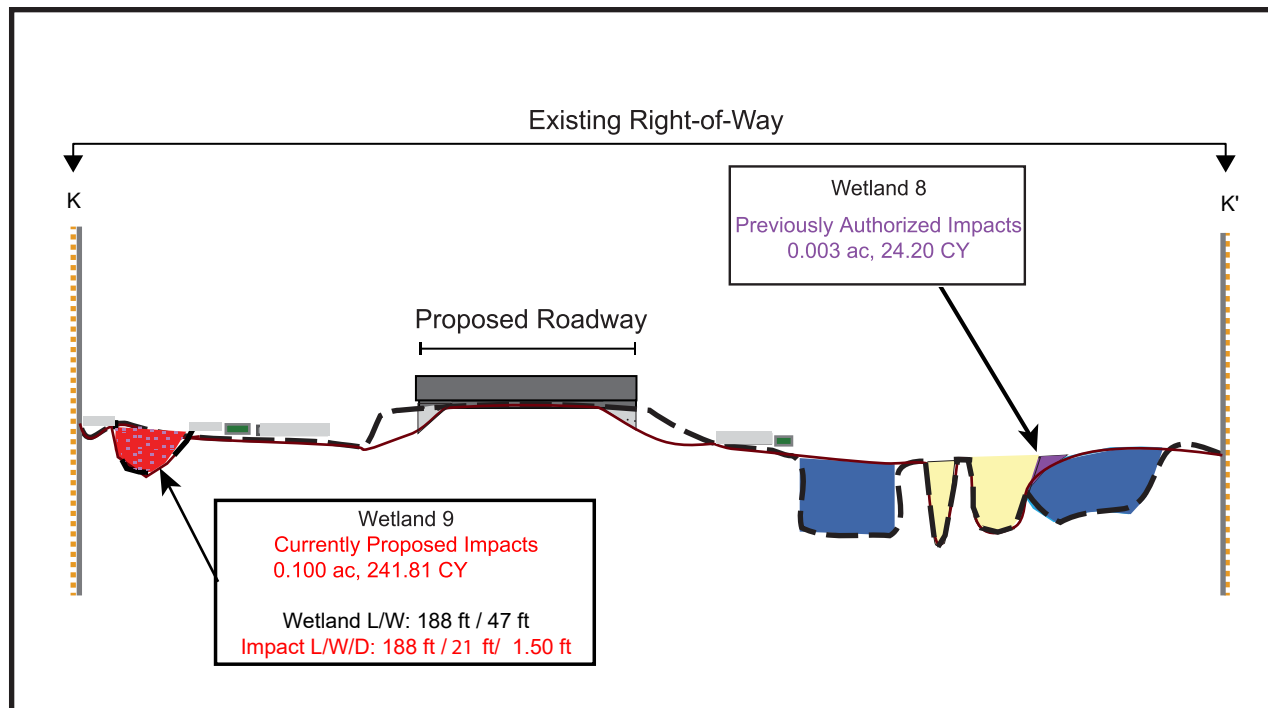 Existing Right-of-Way
K
K'
Wetland 8
Previously Authorized Impacts
0.003 ac, 24.20 CY
Proposed Roadway
Wetland 9
Currently Proposed Impacts
0.100 ac, 241.81 CY
Wetland L/W: 188 ft / 47 ft
Impact L/W/D: 188 ft / 21 ft/ 1.50 ft